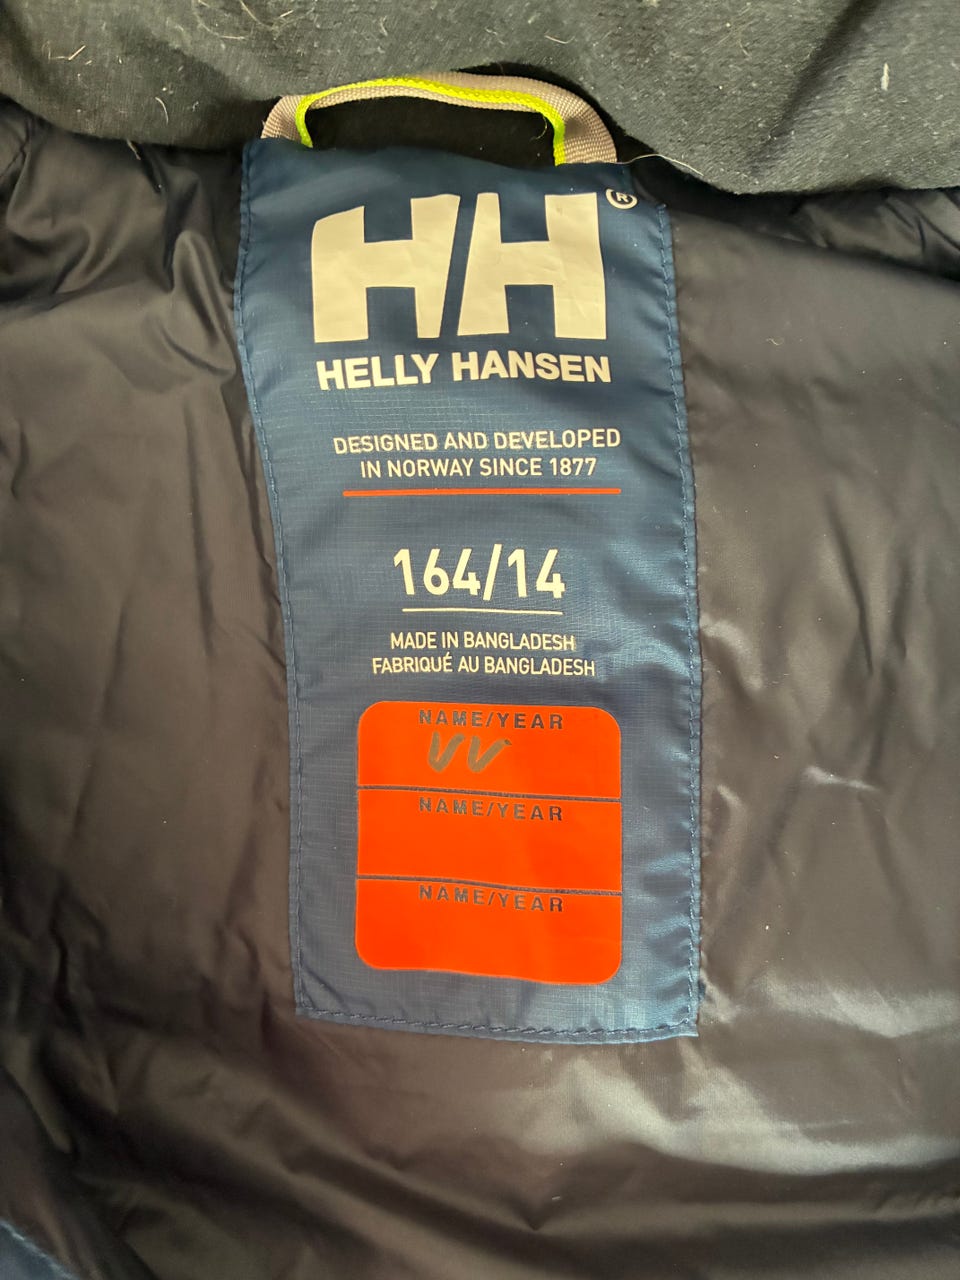 HH®
HELLY HANSEN
DESIGNED AND DEVELOPED
IN NORWAY SINCE 1877
164/14
MADE IN BANGLADESH
FABRIQUÉ AU BANGLADESH
NAME/YEAR
VV
NAME/YEAR
NAME/YEAR